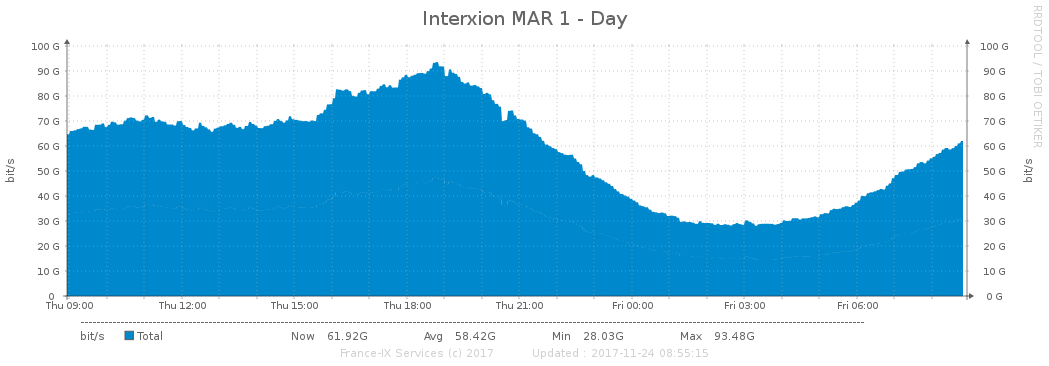 Interxion MAR 1 - Day
RRDTOOL / TOBI OETIKER
100 G 100 G
90 G 90 G
80 G 80 G
70 G 70 G
60 G 60 G
50 G 50 G
40 G 40 G
30 G 30 G
20 G 20 G
10 G 10 G
0 0 G
bit/s bit/s
Thu 09:00 Thu 12:00 Thu 15:00 Thu 18:00 Thu 21:00 Fri 00:00 Fri 03:00 Fri 06:00
bit/s Total Now 61.92G Avg 58.42G Min 28.03G Max 93.48G
France-IX Services (c) 2017 Updated : 2017-11-24 08:55:15